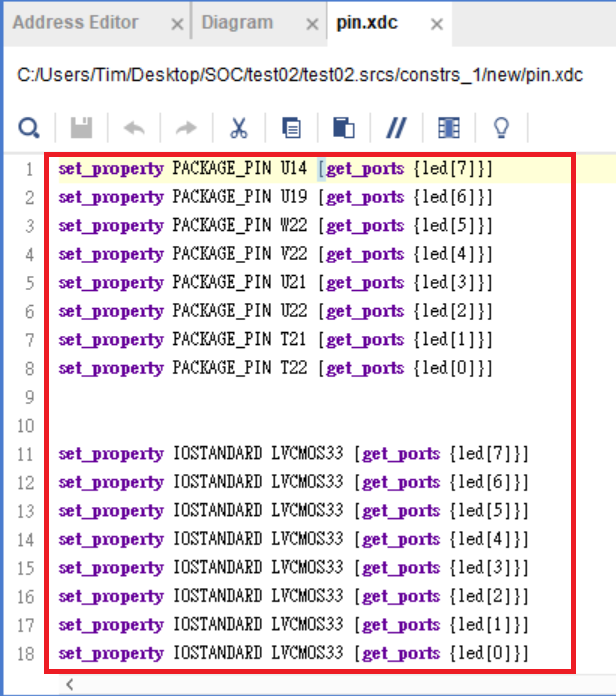 Address Editor × Diagram × pin.xdc ×
C:/Users/Tim/Desktop/SOC/test02/test02.srcs/constrs_1/new/pin.xdc
1 set_property PACKAGE_PIN U14 [get_ports {led[7]}]
2 set_property PACKAGE_PIN U19 [get_ports {led[6]}]
3 set_property PACKAGE_PIN W22 [get_ports {led[5]}]
4 set_property PACKAGE_PIN V22 [get_ports {led[4]}]
5 set_property PACKAGE_PIN U21 [get_ports {led[3]}]
6 set_property PACKAGE_PIN U22 [get_ports {led[2]}]
7 set_property PACKAGE_PIN T21 [get_ports {led[1]}]
8 set_property PACKAGE_PIN T22 [get_ports {led[0]}]
9
10
11 set_property IOSTANDARD LVCMOS33 [get_ports {led[7]}]
12 set_property IOSTANDARD LVCMOS33 [get_ports {led[6]}]
13 set_property IOSTANDARD LVCMOS33 [get_ports {led[5]}]
14 set_property IOSTANDARD LVCMOS33 [get_ports {led[4]}]
15 set_property IOSTANDARD LVCMOS33 [get_ports {led[3]}]
16 set_property IOSTANDARD LVCMOS33 [get_ports {led[2]}]
17 set_property IOSTANDARD LVCMOS33 [get_ports {led[1]}]
18 set_property IOSTANDARD LVCMOS33 [get_ports {led[0]}]